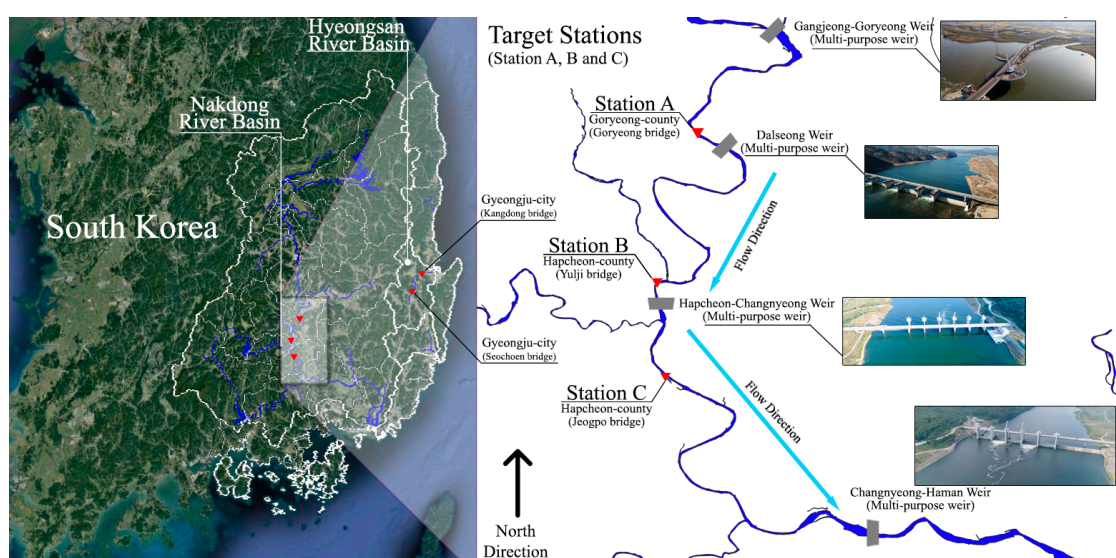 Hyeongsan
River Basin
Nakdong
River Basin
South Korea
Gyeongju-city
(Kangdong bridge)
Gyeongju-city
(Seochoen bridge)
Target Stations
(Station A, B and C)
Gangjeong-Goryeong Weir
(Multi-purpose weir)
Station A
Goryeong-county
(Goryeong bridge)
Dalseong Weir
(Multi-purpose weir)
Flow Direction
Station B
Hapcheon-county
(Yulji bridge)
Hapcheon-Changnyeong Weir
(Multi-purpose weir)
Station C
Hapcheon-county
(Jeogpo bridge)
Flow Direction
Changnyeong-Haman Weir
(Multi-purpose weir)
North
Direction